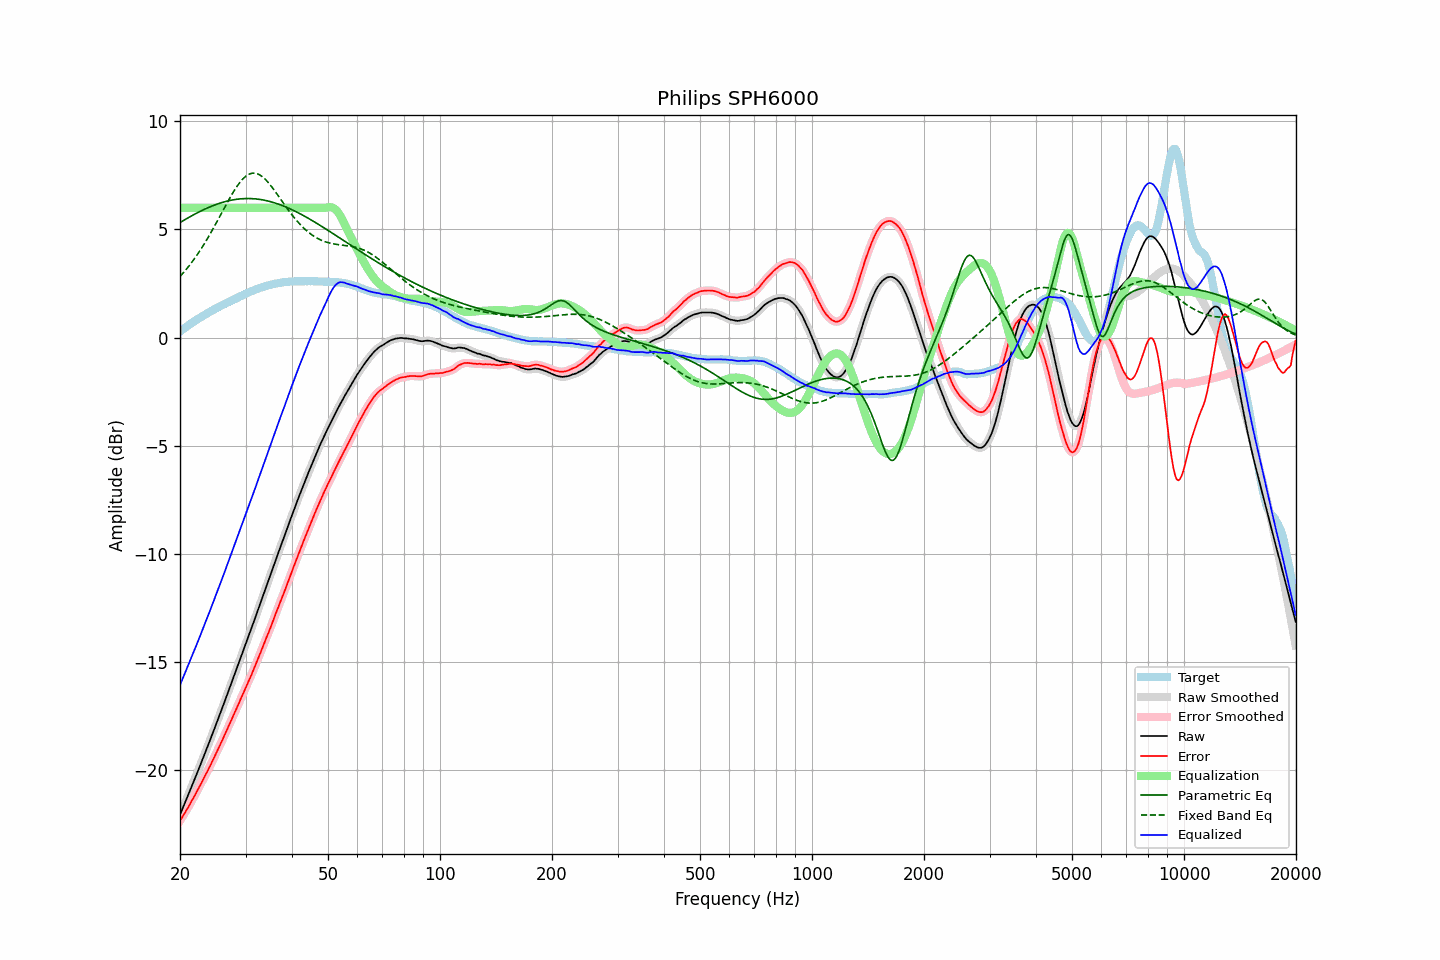 Philips SPH6000
10
5
0
−5
−10
−15
−20
Amplitude (dBr)
20
50
100
200
500
1000
2000
5000
10000
20000
Frequency (Hz)
Target
Raw Smoothed
Error Smoothed
Raw
Error
Equalization
Parametric Eq
Fixed Band Eq
Equalized